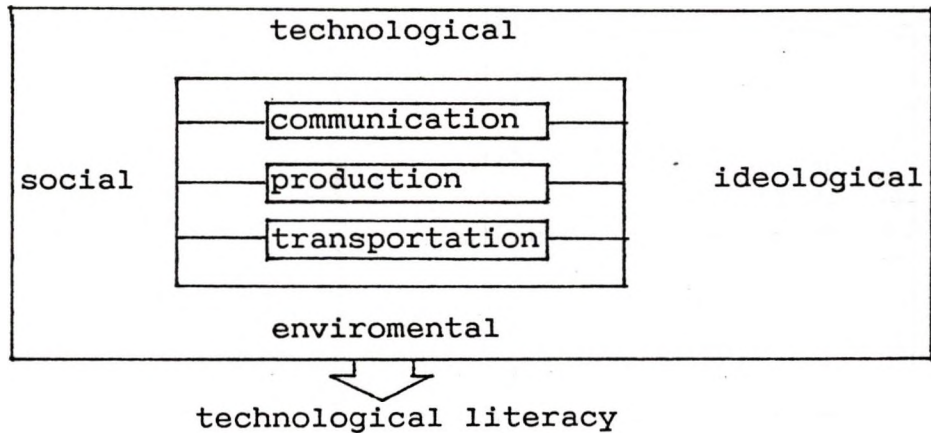 technological
communication
social production ideological
transportation
enviromental
technological literacy